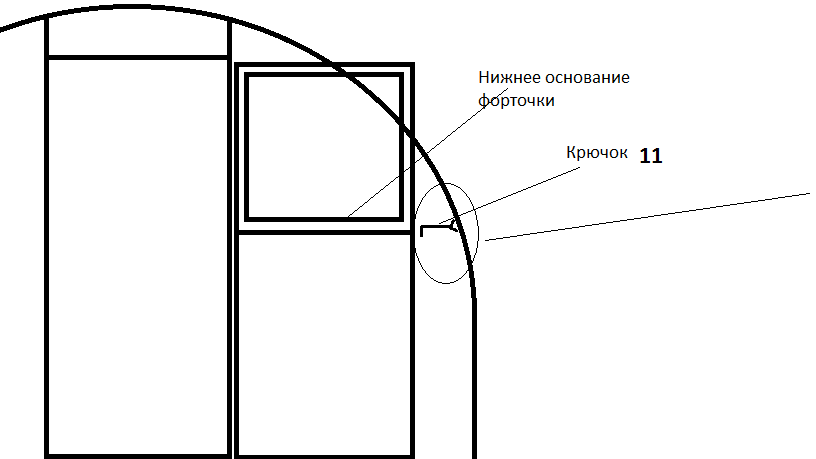 Нижнее основание
форточки
Крючок 11